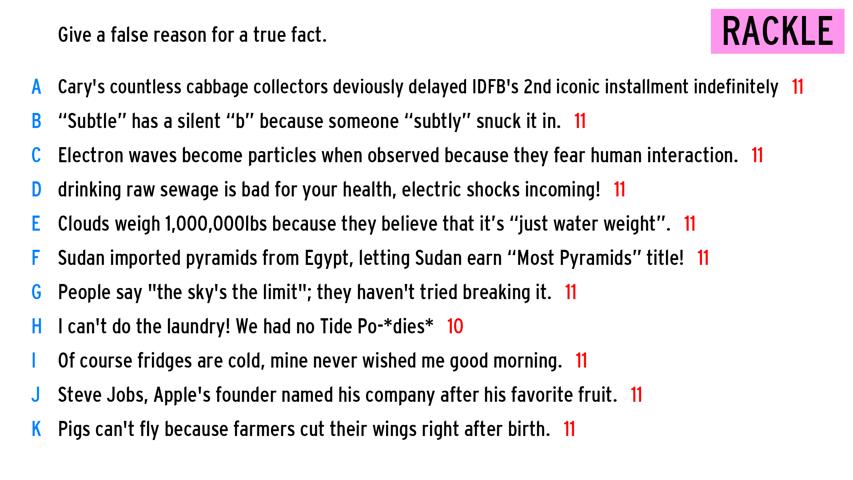 Give a false reason for a true fact.
RACKLE
A Cary's countless cabbage collectors deviously delayed IDFB's 2nd iconic installment indefinitely 11
B “Subtle” has a silent “b” because someone “subtly” snuck it in. 11
C Electron waves become particles when observed because they fear human interaction. 11
D drinking raw sewage is bad for your health, electric shocks incoming! 11
E Clouds weigh 1,000,000lbs because they believe that it’s “just water weight”. 11
F Sudan imported pyramids from Egypt, letting Sudan earn “Most Pyramids” title! 11
G People say "the sky's the limit"; they haven't tried breaking it. 11
H I can't do the laundry! We had no Tide Po-*dies* 10
I Of course fridges are cold, mine never wished me good morning. 11
J Steve Jobs, Apple's founder named his company after his favorite fruit. 11
K Pigs can't fly because farmers cut their wings right after birth. 11